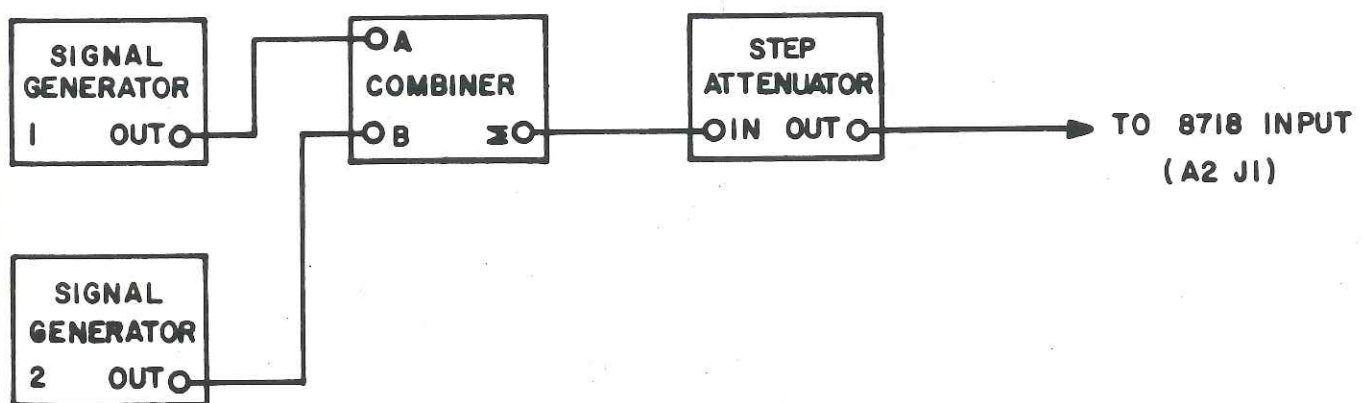 SIGNAL
GENERATOR
1 OUT
A
COMBINER
B Σ
STEP
ATTENUATOR
IN OUT
TO 8718 INPUT
(A2 J1)
SIGNAL
GENERATOR
2 OUT